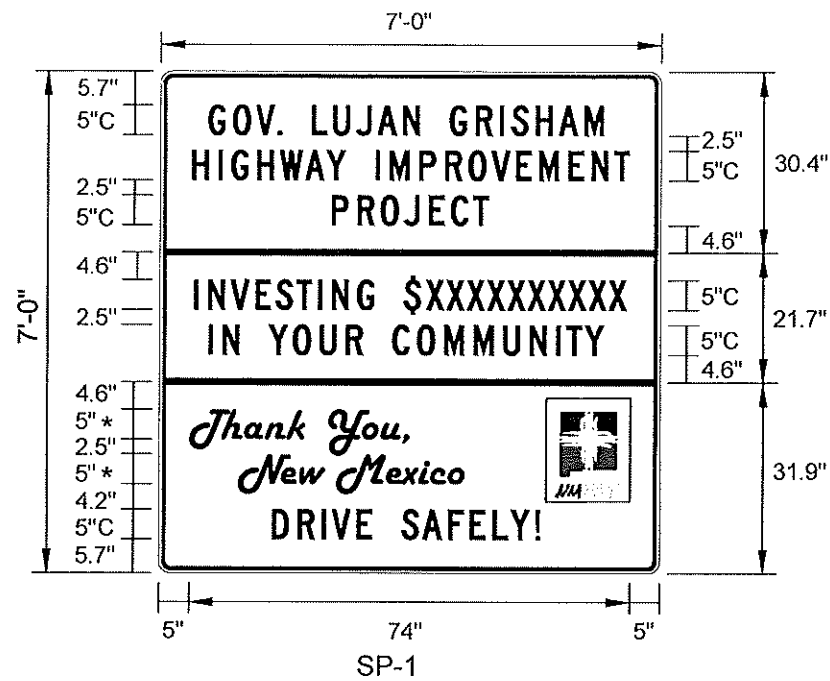 7'-0"
5.7"
5"C
2.5"
5"C
4.6"
2.5"
4.6"
5" *
2.5"
5" *
4.2"
5"C
5.7"
7'-0"
GOV. LUJAN GRISHAM
HIGHWAY IMPROVEMENT
PROJECT
INVESTING $XXXXXXXXXX
IN YOUR COMMUNITY
Thank You,
New Mexico
DRIVE SAFELY!
2.5"
5"C
4.6"
5"C
5"C
4.6"
30.4"
21.7"
31.9"
5"
74"
5"
SP-1